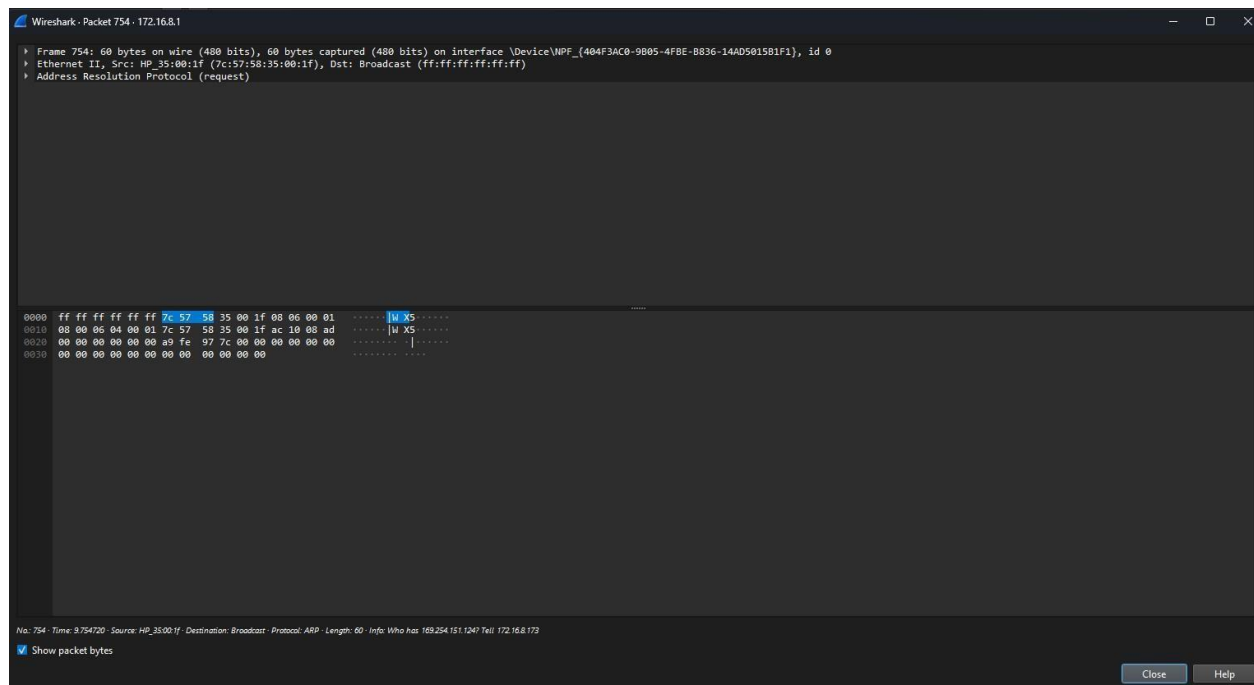 Wireshark · Packet 754 · 172.16.8.1
Frame 754: 60 bytes on wire (480 bits), 60 bytes captured (480 bits) on interface \Device\NPF_{404F3AC0-9B05-4FBE-B836-14AD5015B1F1}, id 0
Ethernet II, Src: HP_35:00:1f (7c:57:58:35:00:1f), Dst: Broadcast (ff:ff:ff:ff:ff:ff)
Address Resolution Protocol (request)
0000 ff ff ff ff ff ff 7c 57 58 35 00 1f 08 06 00 01 ······|W X5······
0010 08 00 06 04 00 01 7c 57 58 35 00 1f ac 10 08 ad ······|W X5······
0020 00 00 00 00 00 00 a9 fe 97 7c 00 00 00 00 00 00 ········ ·|······
0030 00 00 00 00 00 00 00 00 00 00 00 00 ········ ····
No.: 754 · Time: 9.754720 · Source: HP_35:00:1f · Destination: Broadcast · Protocol: ARP · Length: 60 · Info: Who has 169.254.151.124? Tell 172.16.8.173
Show packet bytes
Close Help